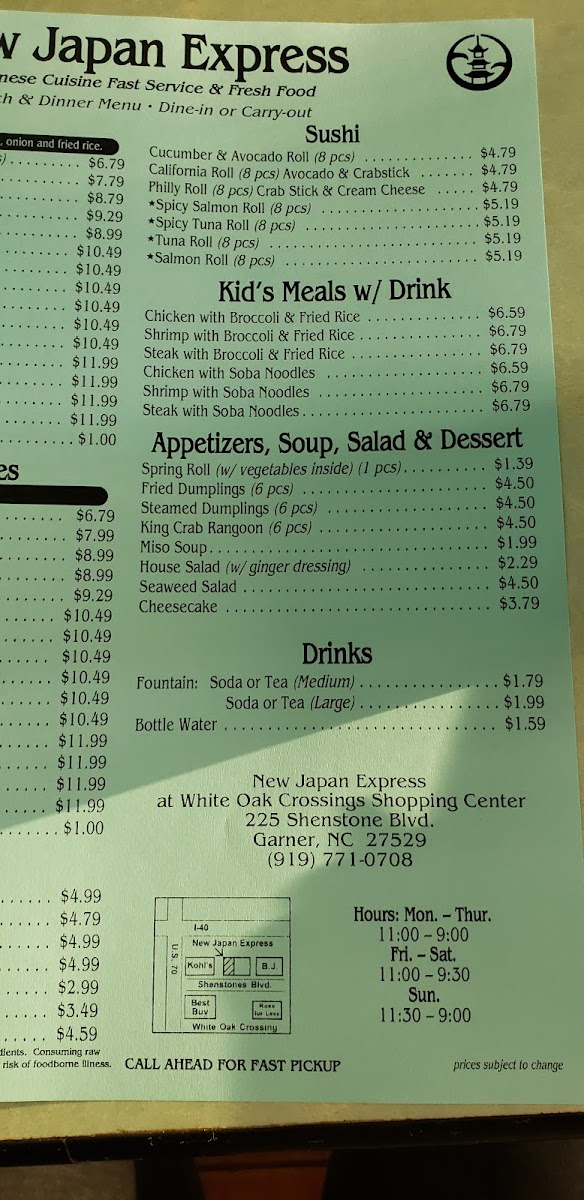 w Japan Express
nese Cuisine Fast Service & Fresh Food
h & Dinner Menu • Dine-in or Carry-out
, onion and fried rice.
) . . . . . . . . . $6.79
. . . . . . . . . $7.79
. . . . . . . . . $8.79
. . . . . . . . . $9.29
. . . . . . . . . $8.99
. . . . . . . . $10.49
. . . . . . . . $10.49
. . . . . . . . $10.49
. . . . . . . . $10.49
. . . . . . . . $10.49
. . . . . . . . $10.49
. . . . . . . . $11.99
. . . . . . . . $11.99
. . . . . . . . $11.99
. . . . . . . . $11.99
. . . . . . . . . $1.00
es
. . . . . . . . $6.79
. . . . . . . . $7.99
. . . . . . . . $8.99
. . . . . . . . $8.99
. . . . . . . . $9.29
. . . . . . . $10.49
. . . . . . . $10.49
. . . . . . . $10.49
. . . . . . . $10.49
. . . . . . . $10.49
. . . . . . . $10.49
. . . . . . . $11.99
. . . . . . . $11.99
. . . . . . . $11.99
. . . . . . . $11.99
. . . . . . . $1.00
. . . . . . $4.99
. . . . . . $4.79
. . . . . . $4.99
. . . . . . $4.99
. . . . . . $2.99
. . . . . . $3.49
. . . . . . $4.59
dients. Consuming raw
risk of foodborne illness.
Sushi
Cucumber & Avocado Roll (8 pcs) . . . . . . . . . . . . . . $4.79
California Roll (8 pcs) Avocado & Crabstick . . . . . . . $4.79
Philly Roll (8 pcs) Crab Stick & Cream Cheese . . . . . $4.79
*Spicy Salmon Roll (8 pcs) . . . . . . . . . . . . . . . . . . . . $5.19
*Spicy Tuna Roll (8 pcs) . . . . . . . . . . . . . . . . . . . . . . $5.19
*Tuna Roll (8 pcs) . . . . . . . . . . . . . . . . . . . . . . . . . . $5.19
*Salmon Roll (8 pcs) . . . . . . . . . . . . . . . . . . . . . . . . $5.19
Kid's Meals w/ Drink
Chicken with Broccoli & Fried Rice . . . . . . . . . . . . . . $6.59
Shrimp with Broccoli & Fried Rice . . . . . . . . . . . . . . . $6.79
Steak with Broccoli & Fried Rice . . . . . . . . . . . . . . . . $6.79
Chicken with Soba Noodles . . . . . . . . . . . . . . . . . . . $6.59
Shrimp with Soba Noodles . . . . . . . . . . . . . . . . . . . . $6.79
Steak with Soba Noodles . . . . . . . . . . . . . . . . . . . . . $6.79
Appetizers, Soup, Salad & Dessert
Spring Roll (w/ vegetables inside) (1 pcs) . . . . . . . . . . $1.39
Fried Dumplings (6 pcs) . . . . . . . . . . . . . . . . . . . . . . $4.50
Steamed Dumplings (6 pcs) . . . . . . . . . . . . . . . . . . . $4.50
King Crab Rangoon (6 pcs) . . . . . . . . . . . . . . . . . . . . $4.50
Miso Soup . . . . . . . . . . . . . . . . . . . . . . . . . . . . . . . $1.99
House Salad (w/ ginger dressing) . . . . . . . . . . . . . . . $2.29
Seaweed Salad . . . . . . . . . . . . . . . . . . . . . . . . . . . . $4.50
Cheesecake . . . . . . . . . . . . . . . . . . . . . . . . . . . . . . $3.79
Drinks
Fountain: Soda or Tea (Medium) . . . . . . . . . . . . . . . . $1.79
Soda or Tea (Large) . . . . . . . . . . . . . . . . $1.99
Bottle Water . . . . . . . . . . . . . . . . . . . . . . . . . . . . . . $1.59
New Japan Express
at White Oak Crossings Shopping Center
225 Shenstone Blvd.
Garner, NC 27529
(919) 771-0708
I-40
U.S. 70
New Japan Express
Kohl's
B.J.
Shenstones Blvd.
Best Buy
Ross for Less
White Oak Crossing
Hours: Mon. – Thur.
11:00 – 9:00
Fri. – Sat.
11:00 – 9:30
Sun.
11:30 – 9:00
CALL AHEAD FOR FAST PICKUP
prices subject to change